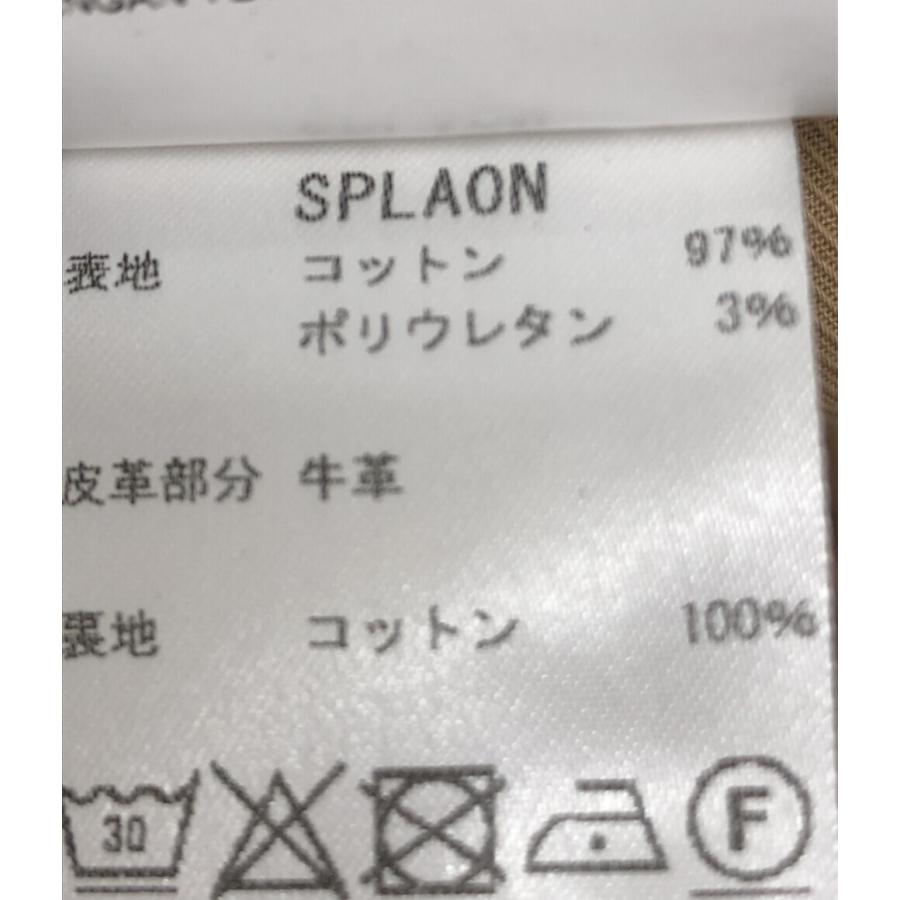 SPLAON
表地 コットン 97%
ポリウレタン 3%
皮革部分 牛革
裏地 コットン 100%
30
F